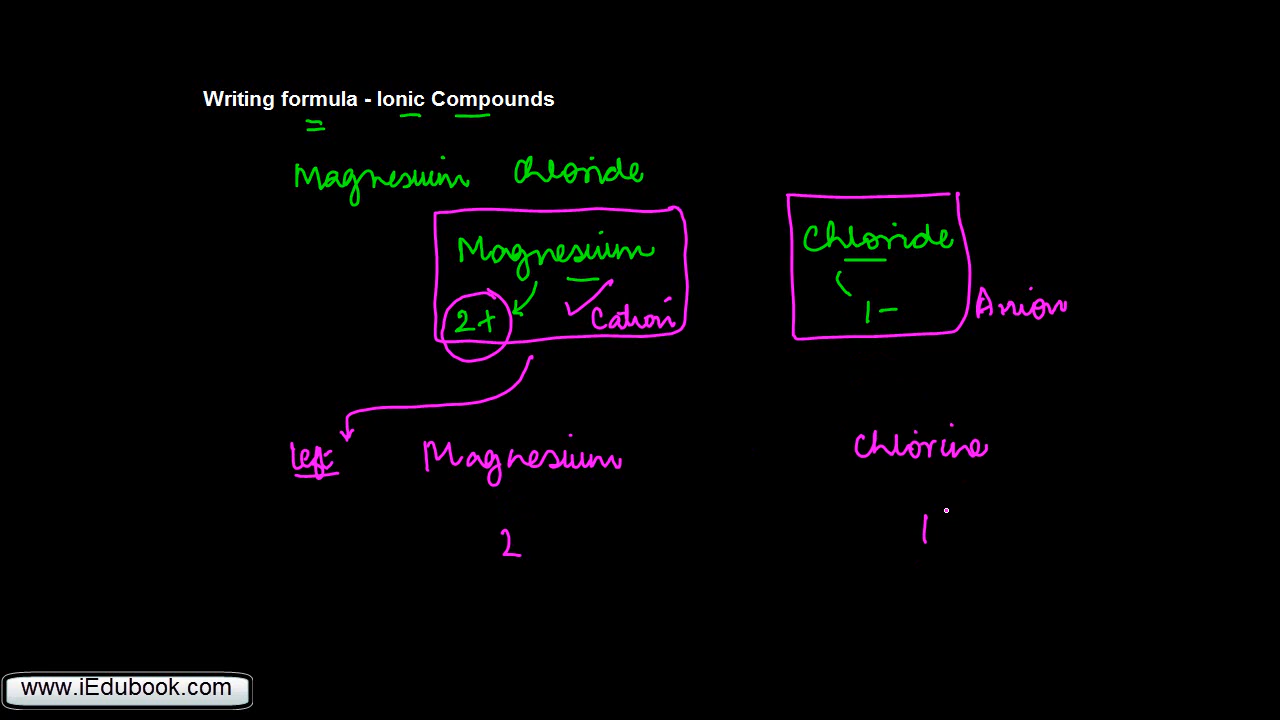 Writing formula - Ionic Compounds
Magnesium Chloride
Magnesium Chloride
2+ Cation 1- Anion
Left Magnesium Chlorine
2 1
www.iEdubook.com